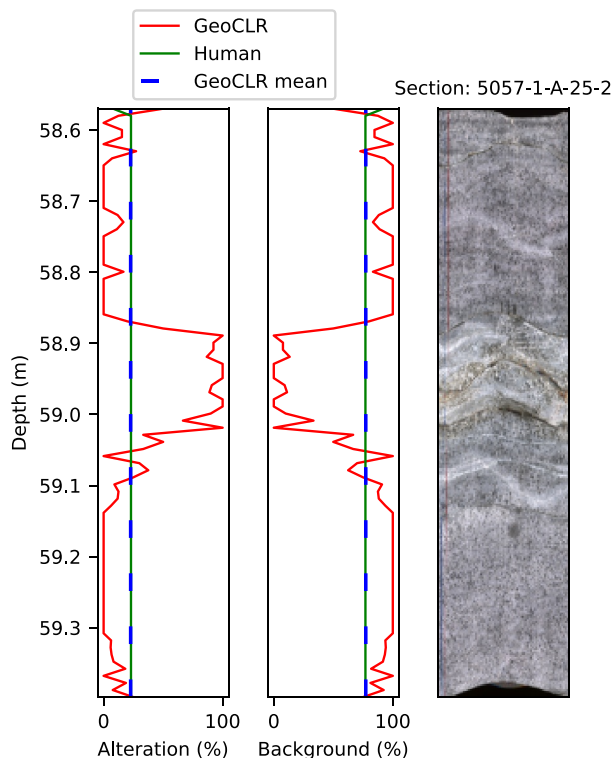 GeoCLR
Human
GeoCLR mean
Section: 5057-1-A-25-2
58.6
58.7
58.8
58.9
59.0
59.1
59.2
59.3
Depth (m)
0 100 0 100
Alteration (%) Background (%)